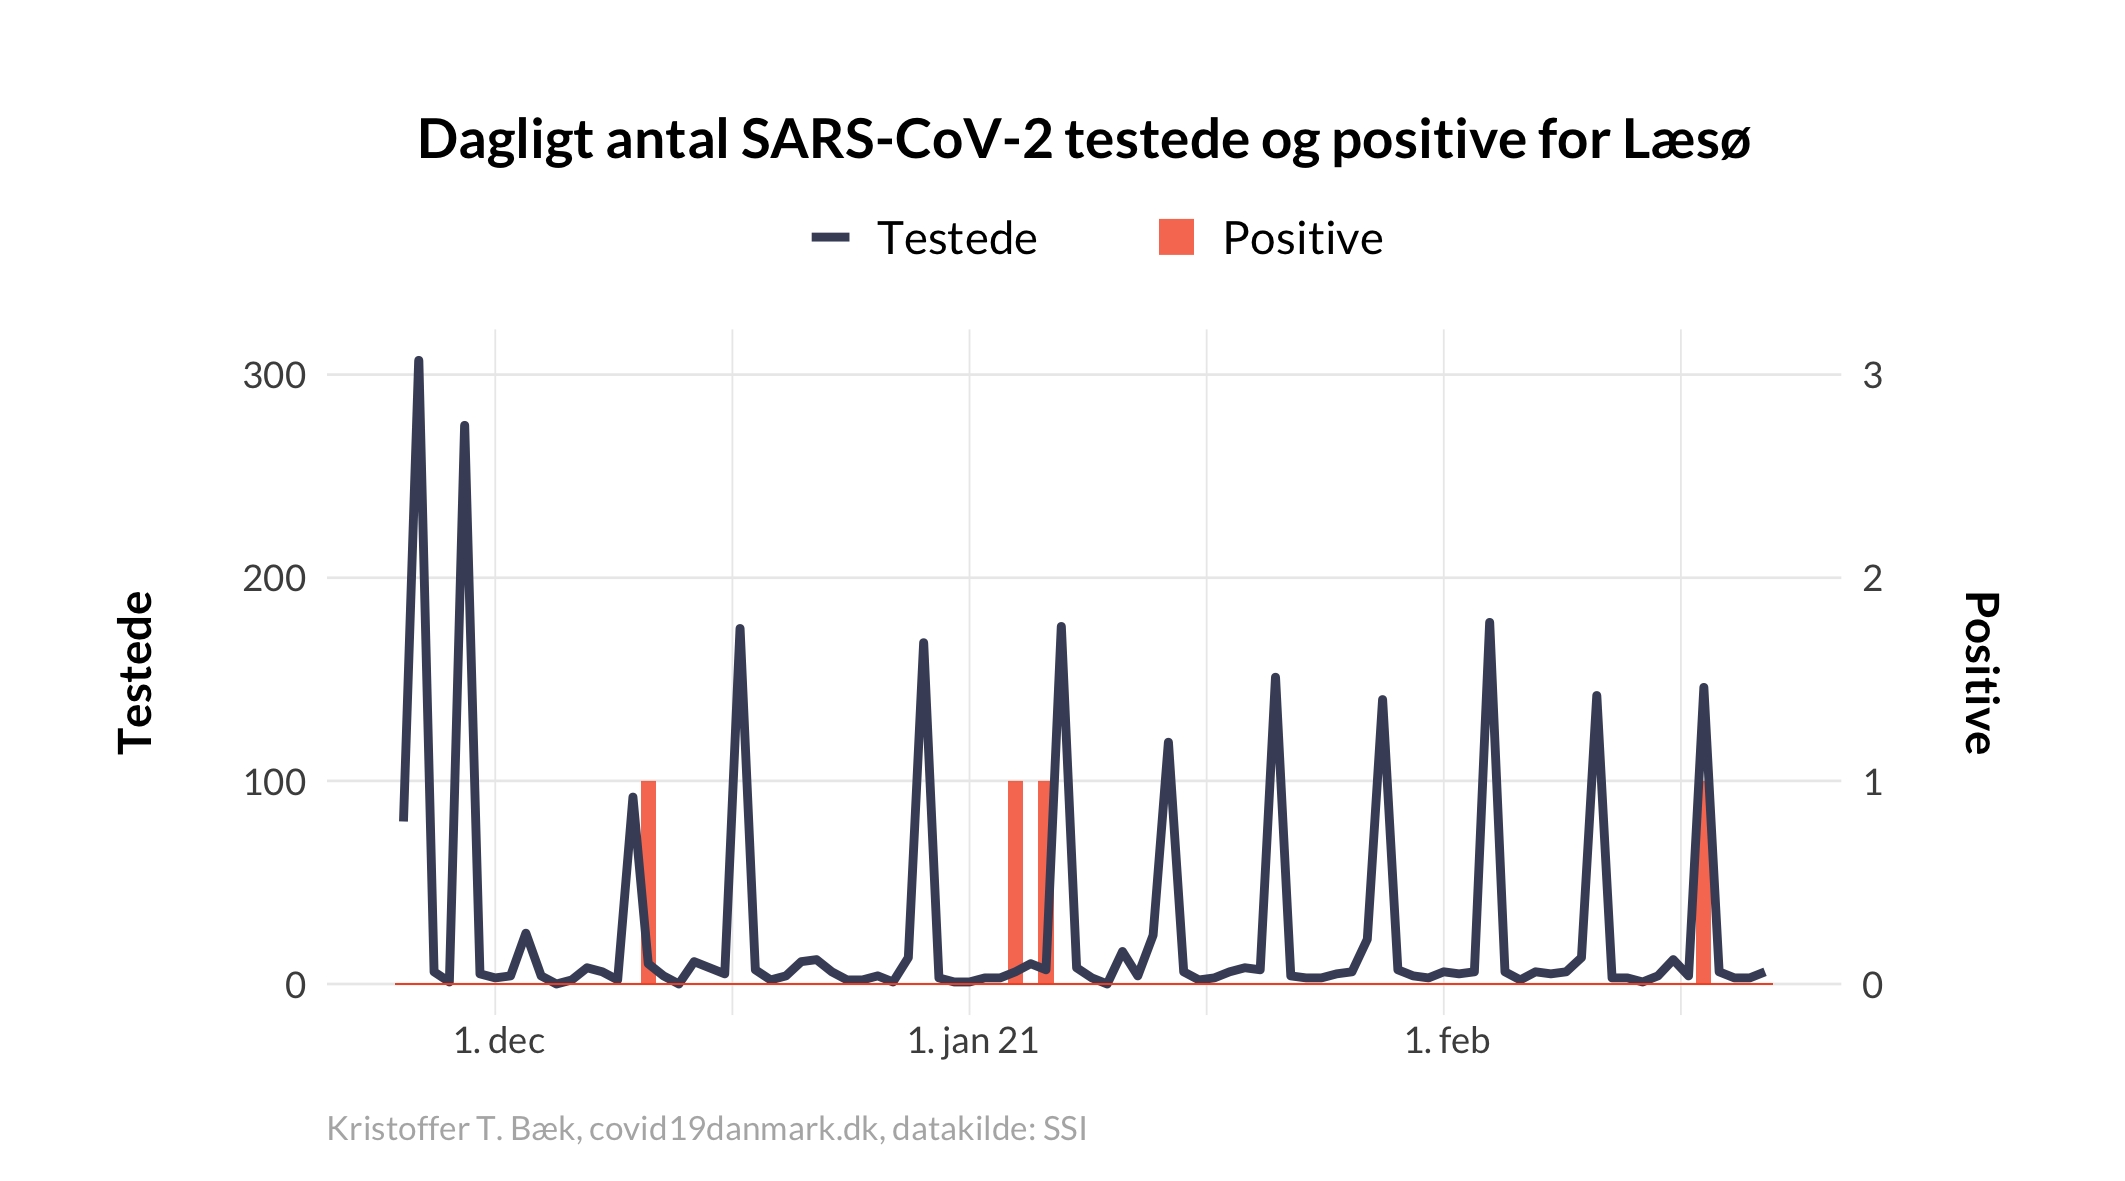 Dagligt antal SARS-CoV-2 testede og positive for Læsø
Testede
Positive
300
200
100
0
3
2
1
0
Testede
Positive
1. dec
1. jan 21
1. feb
Kristoffer T. Bæk, covid19danmark.dk, datakilde: SSI